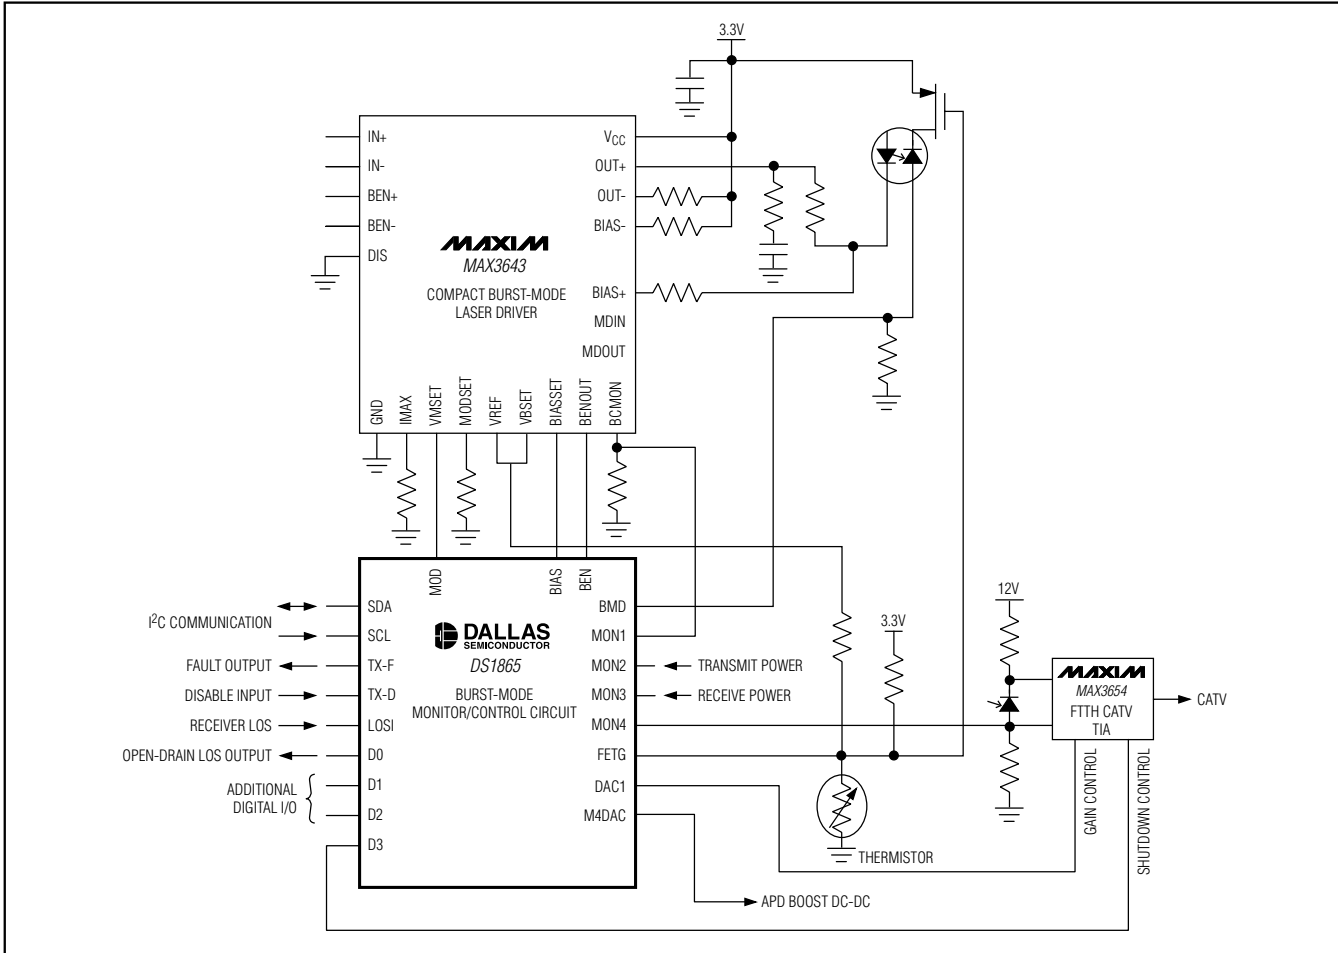 3.3V
IN+
IN-
BEN+
BEN-
DIS
VCC
OUT+
OUT-
BIAS-
BIAS+
MDIN
MDOUT
MAXIM
MAX3643
COMPACT BURST-MODE
LASER DRIVER
GND
IMAX
VMSET
MODSET
VREF
VBSET
BIASSET
BENOUT
BCMON
MOD
BIAS
BEN
I2C COMMUNICATION
FAULT OUTPUT
DISABLE INPUT
RECEIVER LOS
OPEN-DRAIN LOS OUTPUT
ADDITIONAL
DIGITAL I/O
SDA
SCL
TX-F
TX-D
LOSI
D0
D1
D2
D3
DALLAS
SEMICONDUCTOR
DS1865
BURST-MODE
MONITOR/CONTROL CIRCUIT
BMD
MON1
MON2
MON3
MON4
FETG
DAC1
M4DAC
TRANSMIT POWER
RECEIVE POWER
3.3V
12V
THERMISTOR
APD BOOST DC-DC
MAXIM
MAX3654
FTTH CATV
TIA
CATV
GAIN CONTROL
SHUTDOWN CONTROL